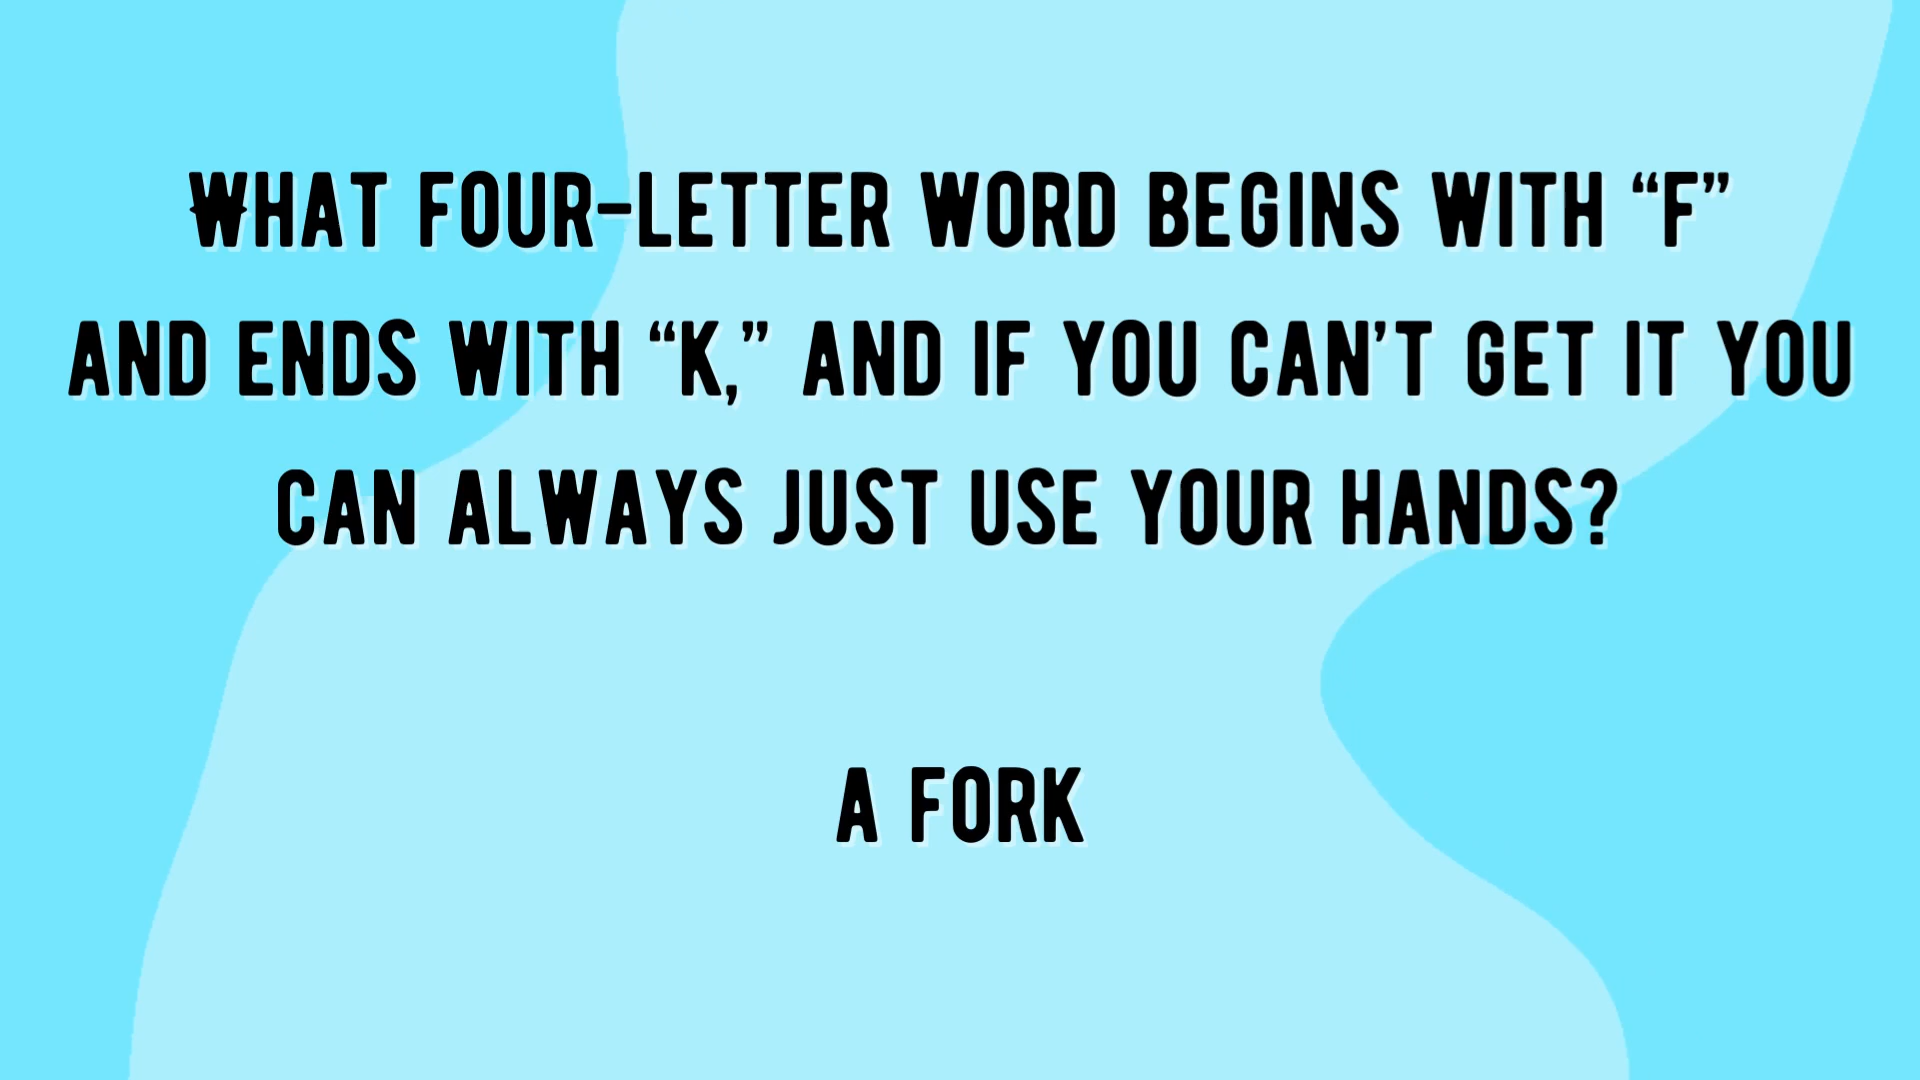 WHAT FOUR-LETTER WORD BEGINS WITH “F”
AND ENDS WITH “K,” AND IF YOU CAN’T GET IT YOU
CAN ALWAYS JUST USE YOUR HANDS?
A FORK